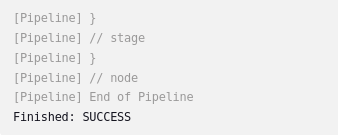 [Pipeline] }
[Pipeline] // stage
[Pipeline] }
[Pipeline] // node
[Pipeline] End of Pipeline
Finished: SUCCESS